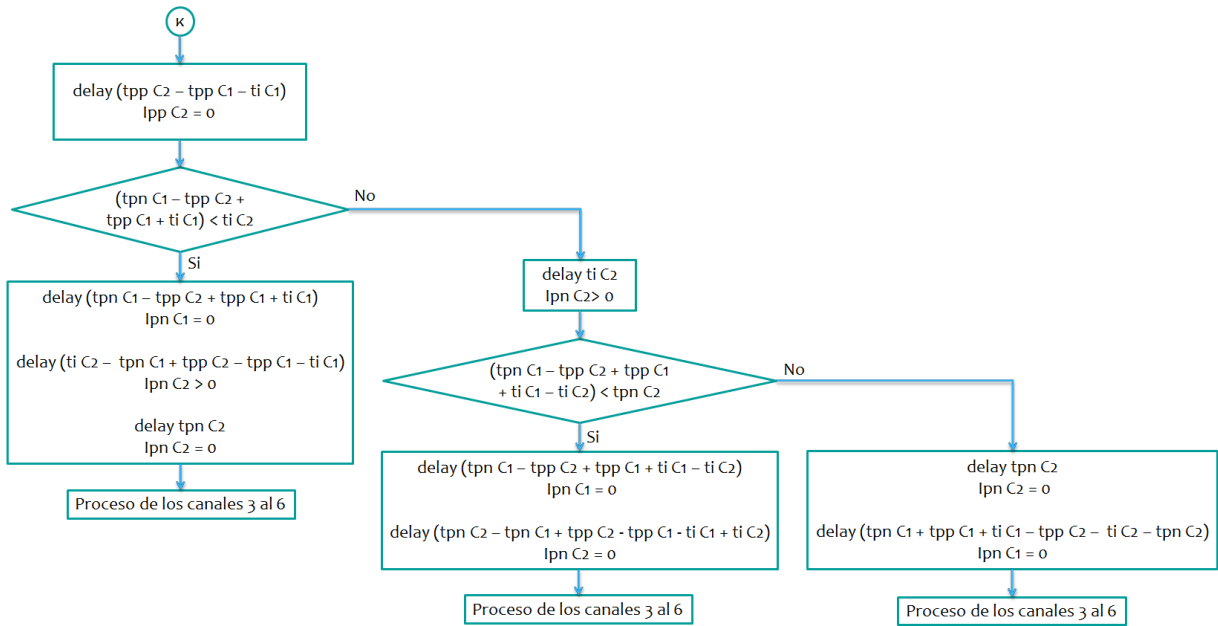 K
delay (tpp C2 – tpp C1 – ti C1)
Ipp C2 = 0
(tpn C1 – tpp C2 +
tpp C1 + ti C1) < ti C2
No
Si
delay (tpn C1 – tpp C2 + tpp C1 + ti C1)
Ipn C1 = 0
delay (ti C2 – tpn C1 + tpp C2 – tpp C1 – ti C1)
Ipn C2 > 0
delay tpn C2
Ipn C2 = 0
Proceso de los canales 3 al 6
delay ti C2
Ipn C2> 0
(tpn C1 – tpp C2 + tpp C1
+ ti C1 – ti C2) < tpn C2
No
Si
delay (tpn C1 – tpp C2 + tpp C1 + ti C1 – ti C2)
Ipn C1 = 0
delay (tpn C2 – tpn C1 + tpp C2 - tpp C1 - ti C1 + ti C2)
Ipn C2 = 0
Proceso de los canales 3 al 6
delay tpn C2
Ipn C2 = 0
delay (tpn C1 + tpp C1 + ti C1 – tpp C2 – ti C2 – tpn C2)
Ipn C1 = 0
Proceso de los canales 3 al 6